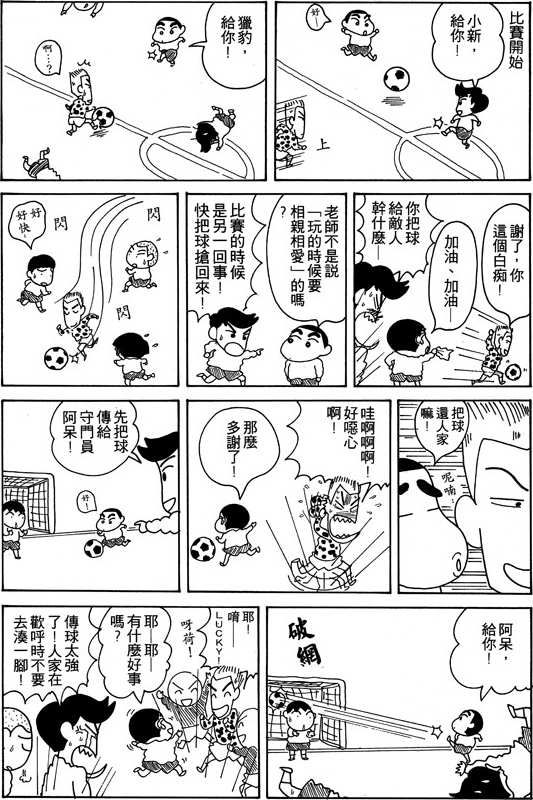 比賽開始
小新，
給你！
好！
上
獵豹，
給你！
啊…？
謝了，你
這個白痴！
加油、加油！
你把球
給敵人
幹什麼！
老師不是說
「玩的時候要
相親相愛」的嗎
？
比賽的時候
是另一回事！
快把球搶回來！
閃
閃
閃
好
快！
把球
還人家
嘛！
呢喃！
哇啊啊啊！
好噁心
啊！
那麼
多謝了！
先把球
傳給
守門員
阿呆！
好！
阿呆，
給你！
破網
耶！
唷！
LUCKY！
呀荷！
耶！耶！
有什麼好事
嗎？
傳球太強
了！人家在
歡呼時不要
去湊一腳！